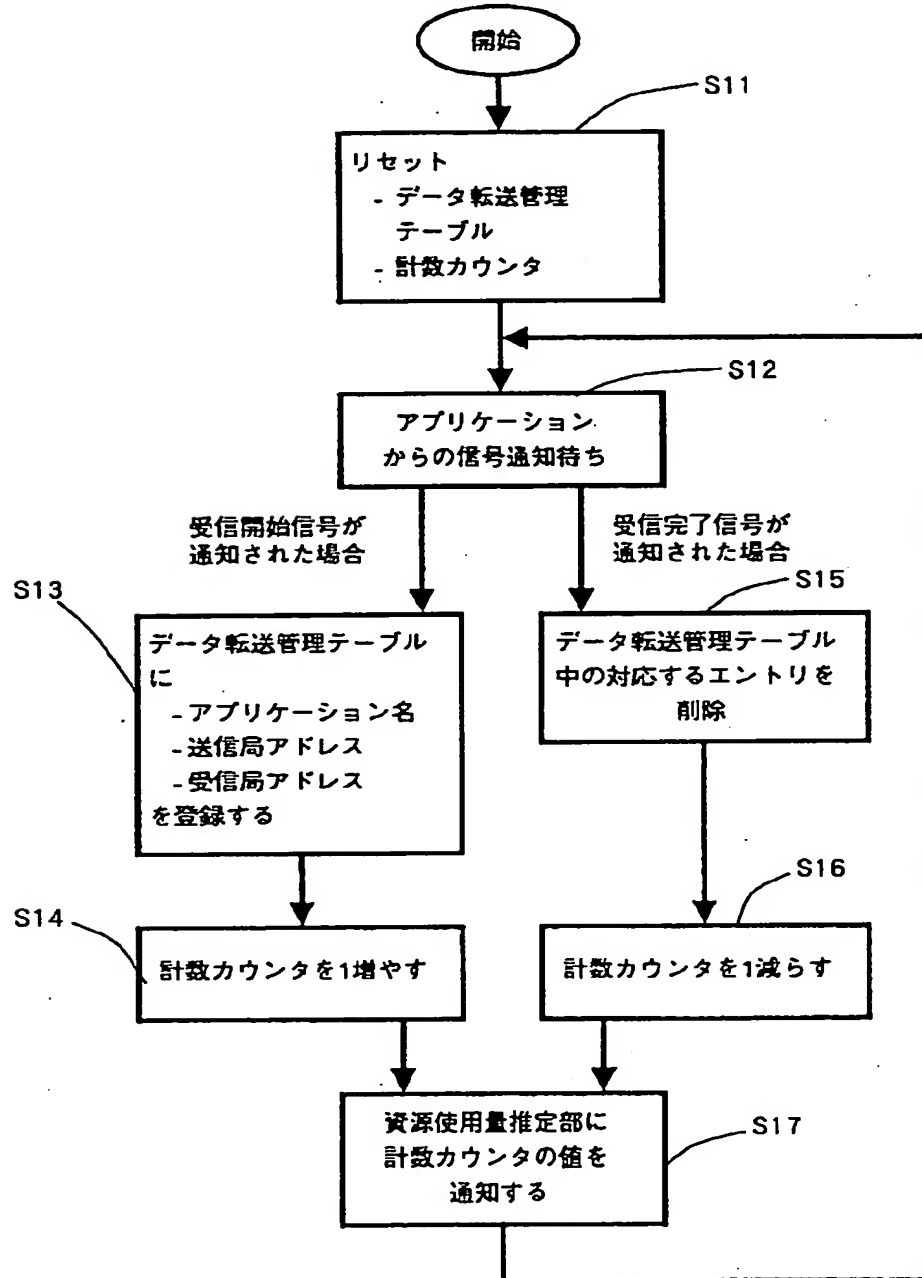 開始
S11
リセット
- データ転送管理
テーブル
- 計数カウンタ
S12
アプリケーション
からの信号通知待ち
受信開始信号が
通知された場合
受信完了信号が
通知された場合
S13
データ転送管理テーブル
に
-アプリケーション名
-送信局アドレス
-受信局アドレス
を登録する
S15
データ転送管理テーブル
中の対応するエントリを
削除
S14
計数カウンタを1増やす
S16
計数カウンタを1減らす
資源使用量推定部に
計数カウンタの値を
通知する
S17